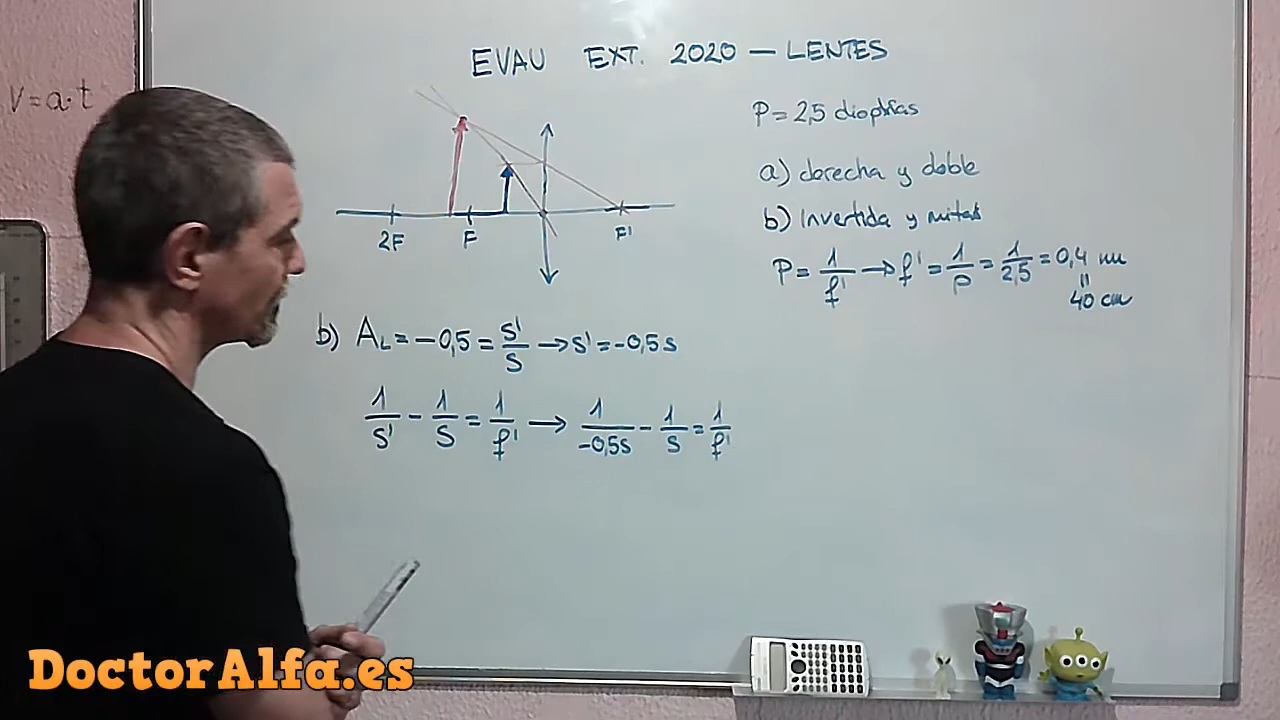 EVAU EXT. 2020 — LENTES
V = a·t
P = 2,5 dioptrías
a) derecha y doble
b) Invertida y mitad
2F F F'
P = 1/f' → f' = 1/P = 1/2,5 = 0,4 m
=
40 cm
b) AL = -0,5 = s'/s → s' = -0,5s
1/s' - 1/s = 1/f' → 1/-0,5s - 1/s = 1/f'
DoctorAlfa.es